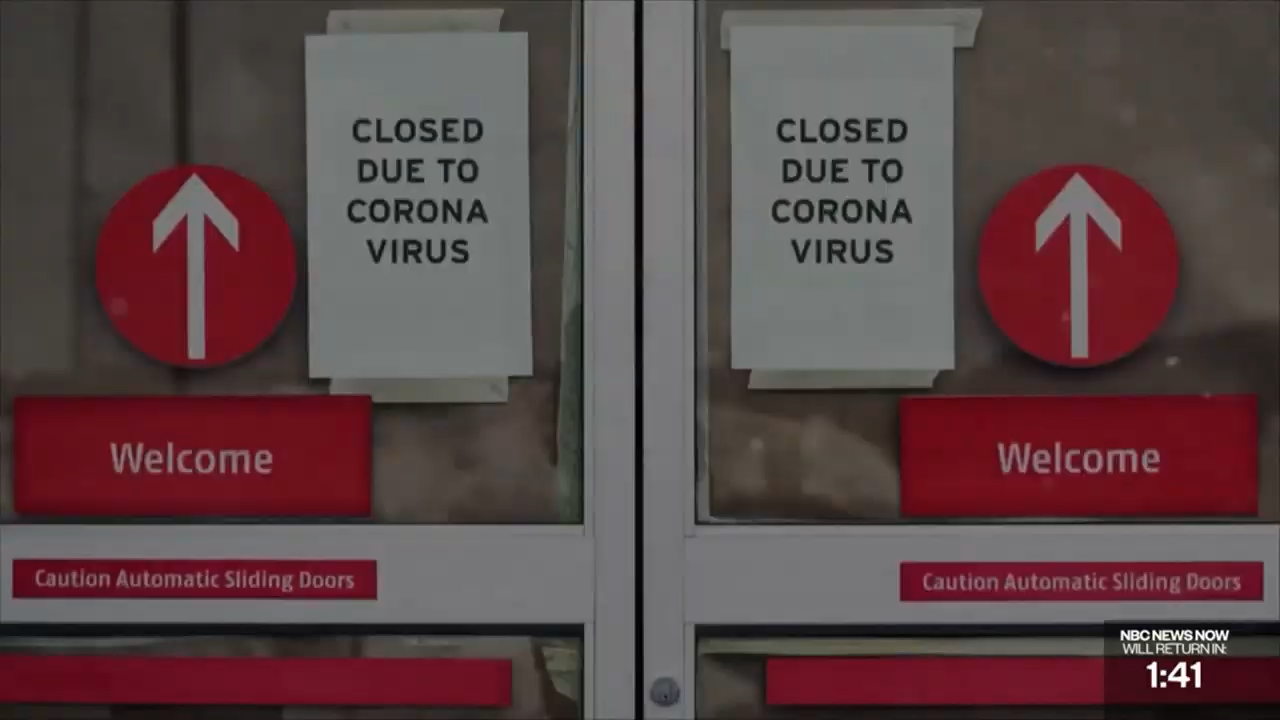 CLOSED
DUE TO
CORONA
VIRUS
CLOSED
DUE TO
CORONA
VIRUS
Welcome
Welcome
Caution Automatic Sliding Doors
Caution Automatic Sliding Doors
NBC NEWS NOW
WILL RETURN IN:
1:41